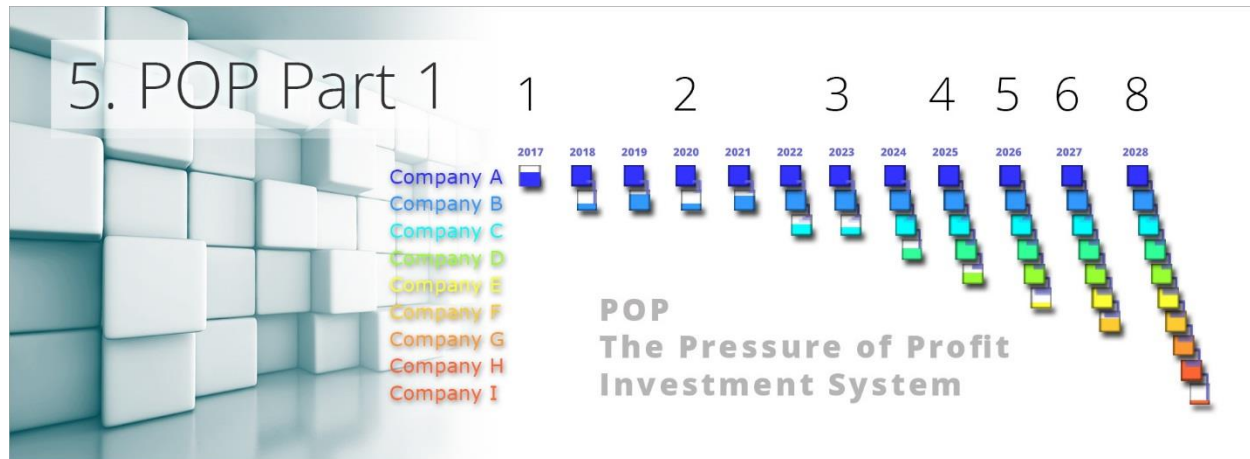 5. POP Part 1
1 2 3 4 5 6 8
2017 2018 2019 2020 2021 2022 2023 2024 2025 2026 2027 2028
Company A
Company B
Company C
Company D
Company E
Company F
Company G
Company H
Company I
POP
The Pressure of Profit
Investment System